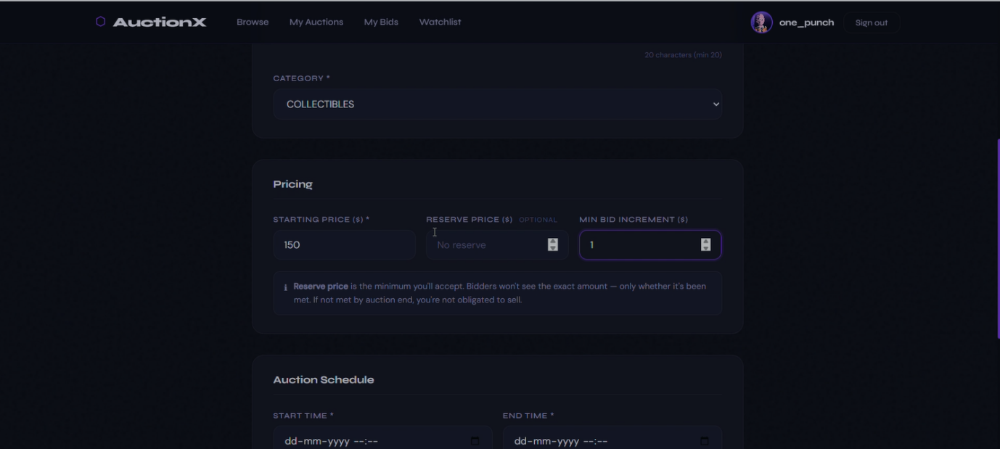 AuctionX Browse My Auctions My Bids Watchlist one_punch Sign out
20 characters (min 20)
CATEGORY *
COLLECTIBLES
Pricing
STARTING PRICE ($) * RESERVE PRICE ($) OPTIONAL MIN BID INCREMENT ($)
150 No reserve 1
i Reserve price is the minimum you'll accept. Bidders won't see the exact amount — only whether it's been
met. If not met by auction end, you're not obligated to sell.
Auction Schedule
START TIME * END TIME *
dd-mm-yyyy --:-- dd-mm-yyyy --:--